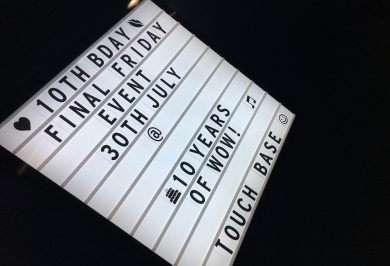 ♥ 10TH BDAY 💋
FINAL FRIDAY
EVENT
30TH JULY
@
🎂 10 YEARS ♫
OF WOW!
TOUCH BASE ☺